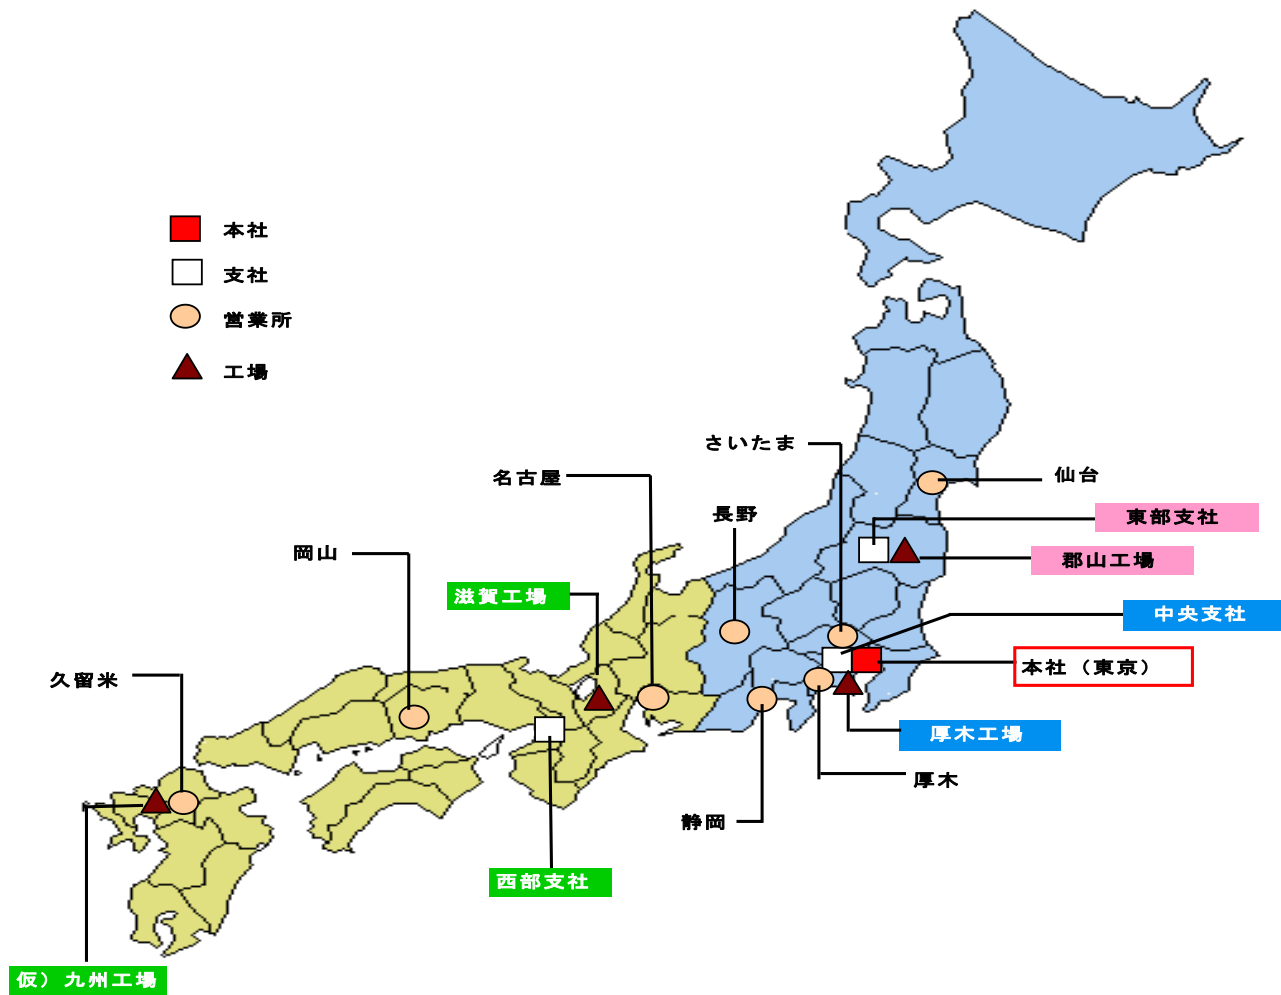 本社
支社
営業所
工場
さいたま
名古屋
仙台
長野
東部支社
岡山
郡山工場
滋賀工場
中央支社
本社（東京）
久留米
厚木工場
厚木
静岡
西部支社
仮）九州工場